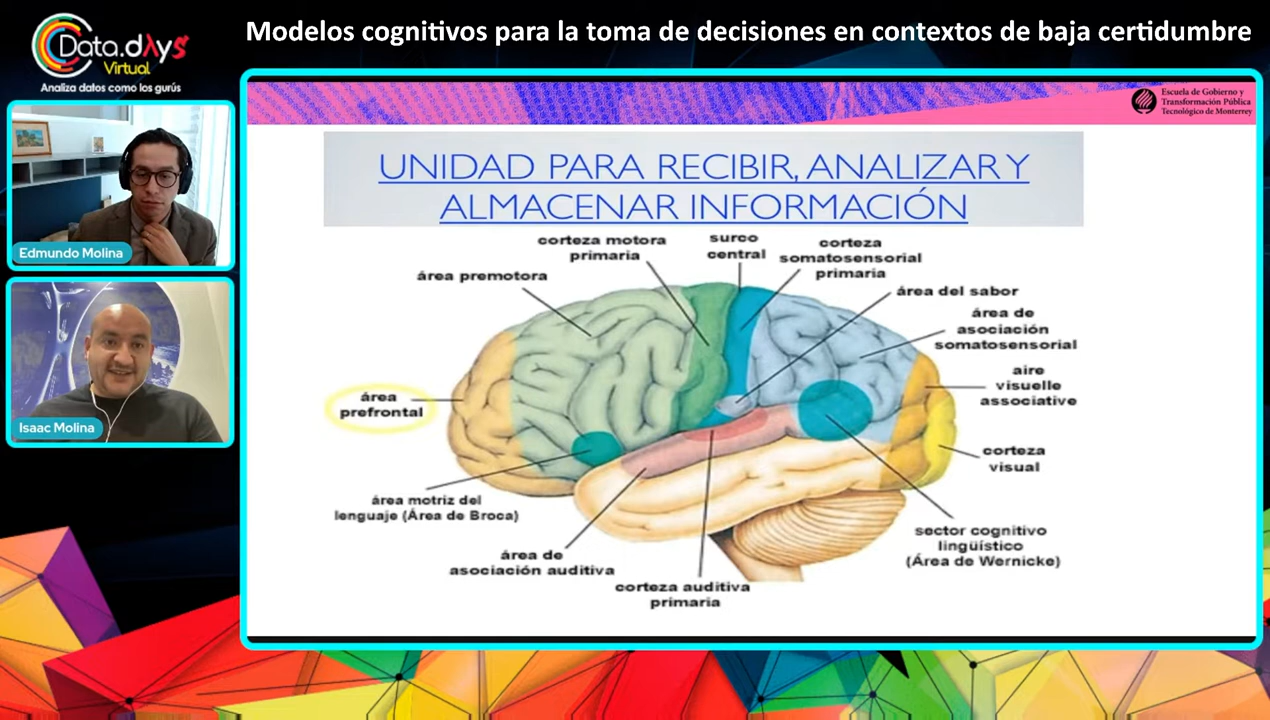 Modelos cognitivos para la toma de decisiones en contextos de baja certidumbre
Data.dAys
Virtual
Analiza datos como los gurús
Edmundo Molina
Isaac Molina
Escuela de Gobierno y
Transformación Pública
Tecnológico de Monterrey
UNIDAD PARA RECIBIR, ANALIZAR Y
ALMACENAR INFORMACIÓN
corteza motora
primaria
surco
central
corteza
somatosensorial
primaria
área premotora
área del sabor
área de
asociación
somatosensorial
aire
visuelle
associative
área
prefrontal
corteza
visual
área motriz del
lenguaje (Área de Broca)
sector cognitivo
lingüístico
(Área de Wernicke)
área de
asociación auditiva
corteza auditiva
primaria